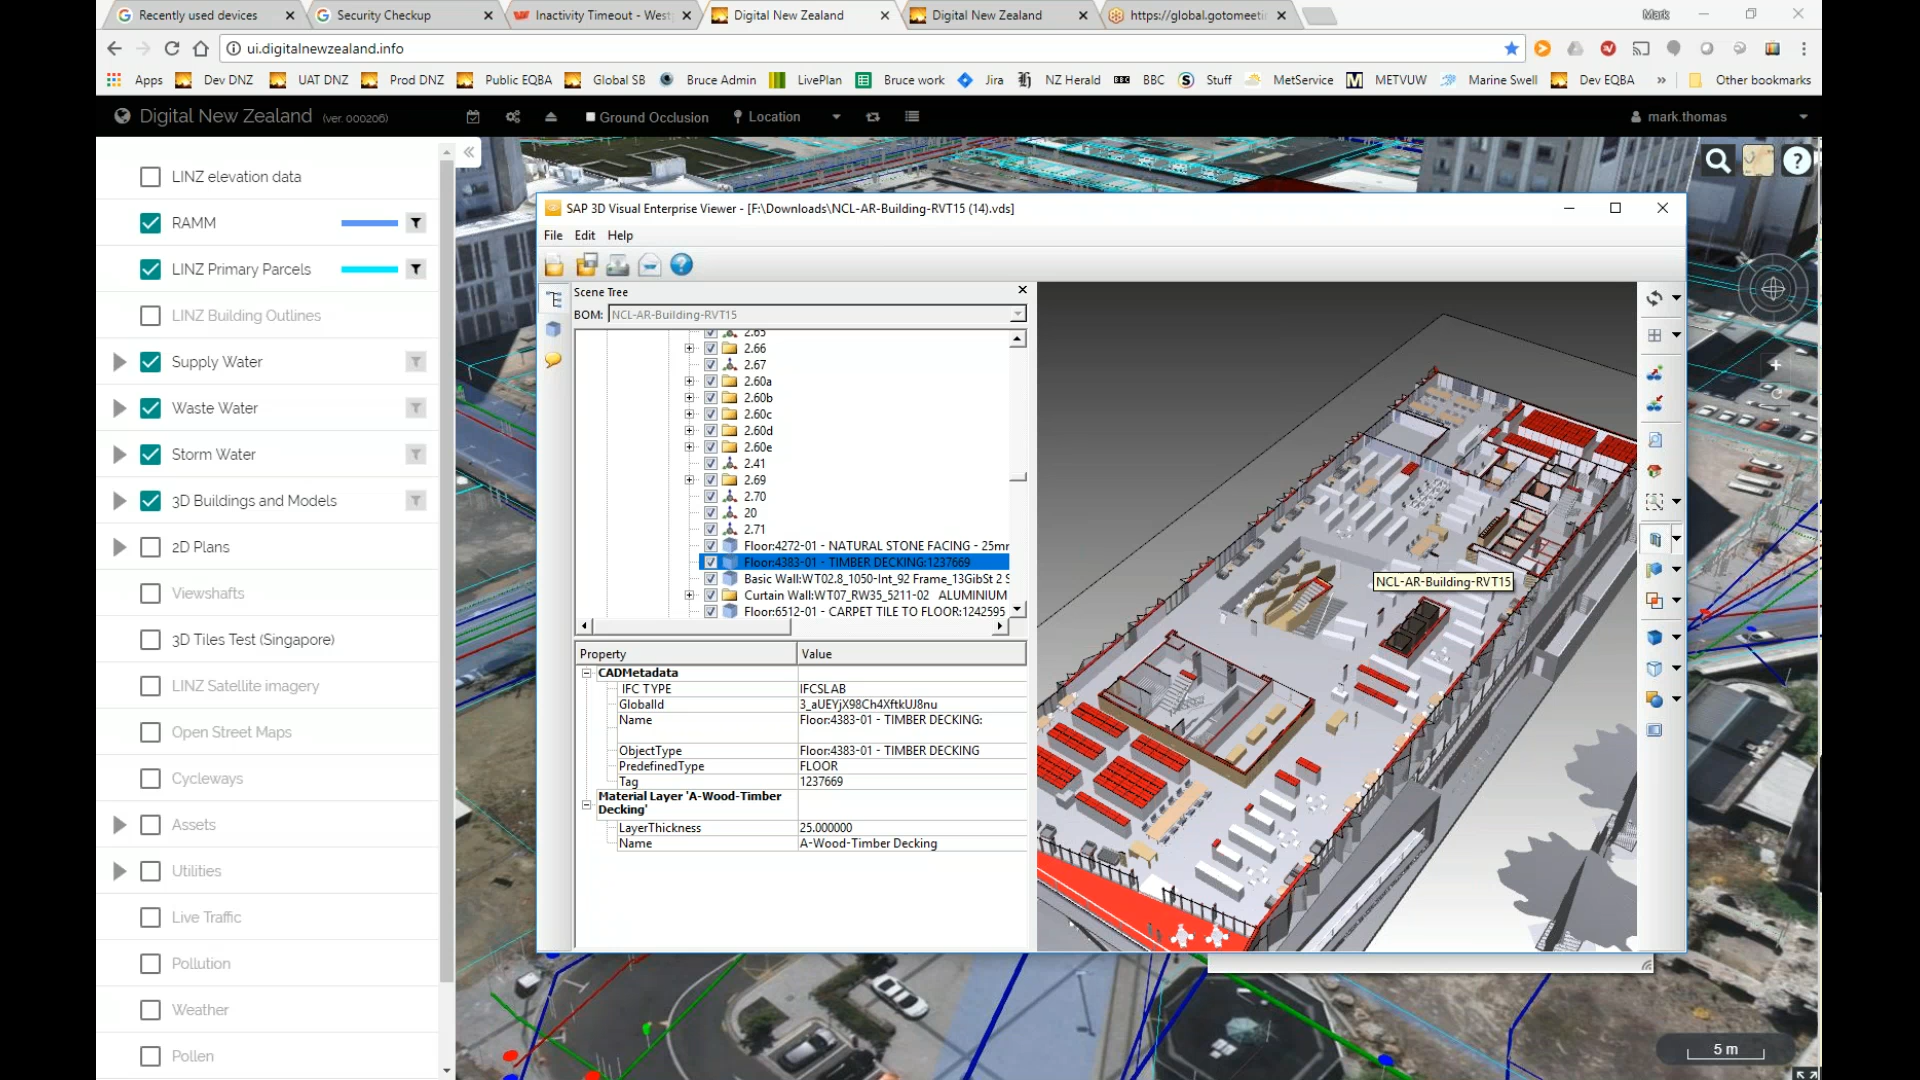 Recently used devices
Security Checkup
Inactivity Timeout - West
Digital New Zealand
Digital New Zealand
https://global.gotomeeti
Mark
ui.digitalnewzealand.info
Apps
Dev DNZ
UAT DNZ
Prod DNZ
Public EQBA
Global SB
Bruce Admin
LivePlan
Bruce work
Jira
NZ Herald
BBC
BBC
Stuff
MetService
METVUW
Marine Swell
Dev EQBA
»
Other bookmarks
Digital New Zealand (ver. 000206)
Ground Occlusion
Location
mark.thomas
LINZ elevation data
RAMM
LINZ Primary Parcels
LINZ Building Outlines
Supply Water
Waste Water
Storm Water
3D Buildings and Models
2D Plans
Viewshafts
3D Tiles Test (Singapore)
LINZ Satellite imagery
Open Street Maps
Cycleways
Assets
Utilities
Live Traffic
Pollution
Weather
Pollen
SAP 3D Visual Enterprise Viewer - [F:\Downloads\NCL-AR-Building-RVT15 (14).vds]
File Edit Help
Scene Tree
BOM: NCL-AR-Building-RVT15
2.65
2.66
2.67
2.60a
2.60b
2.60c
2.60d
2.60e
2.41
2.69
2.70
20
2.71
Floor:4272-01 - NATURAL STONE FACING - 25mr
Floor:4383-01 - TIMBER DECKING:1237669
Basic Wall:WT02.8_1050-Int_92 Frame_13GibSt 2 S
Curtain Wall:WT07_RW35_5211-02 ALUMINIUM
Floor:6512-01 - CARPET TILE TO FLOOR:1242595
Property Value
CADMetadata
IFC TYPE IFCSLAB
GlobalId 3_aUEYjX98Ch4XftkUJ8nu
Name Floor:4383-01 - TIMBER DECKING:
ObjectType Floor:4383-01 - TIMBER DECKING
PredefinedType FLOOR
Tag 1237669
Material Layer 'A-Wood-Timber
Decking'
LayerThickness 25.000000
Name A-Wood-Timber Decking
NCL-AR-Building-RVT15
5 m